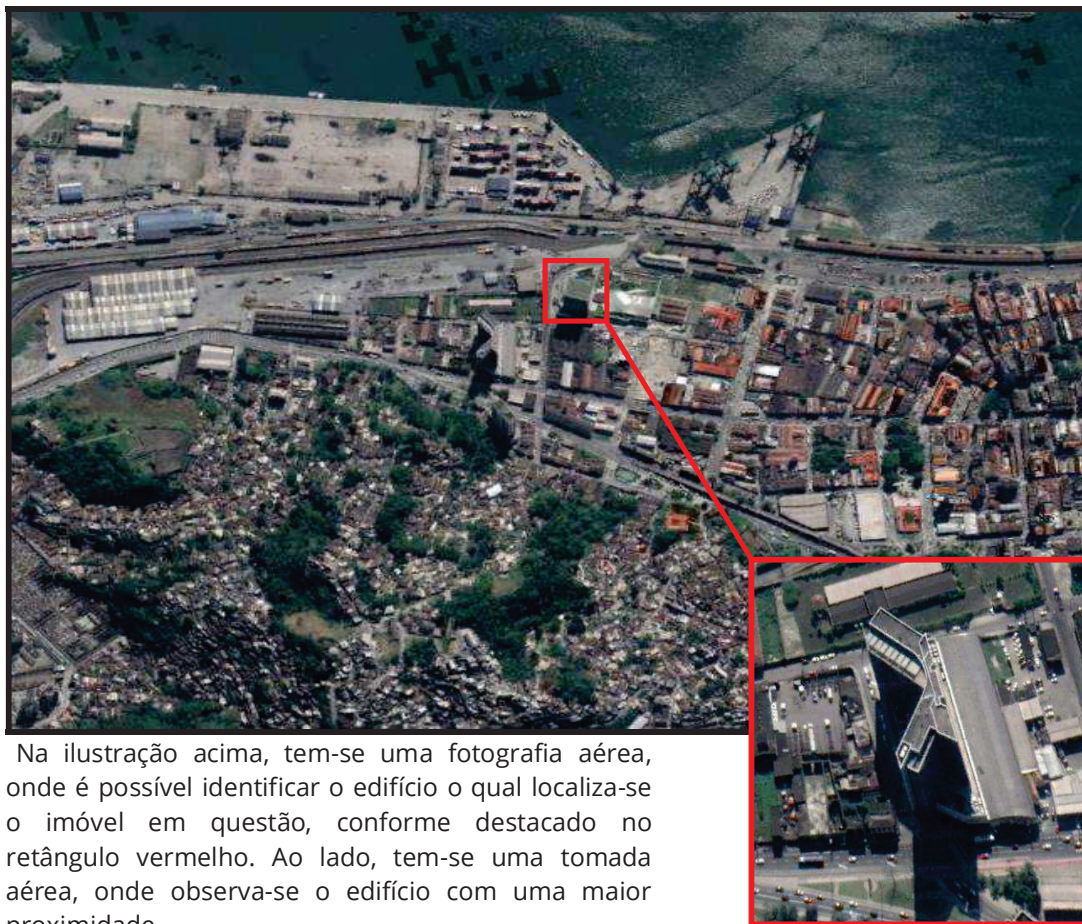 Na ilustração acima, tem-se uma fotografia aérea,
onde é possível identificar o edifício o qual localiza-se
o imóvel em questão, conforme destacado no
retângulo vermelho. Ao lado, tem-se uma tomada
aérea, onde observa-se o edifício com uma maior
proximidade